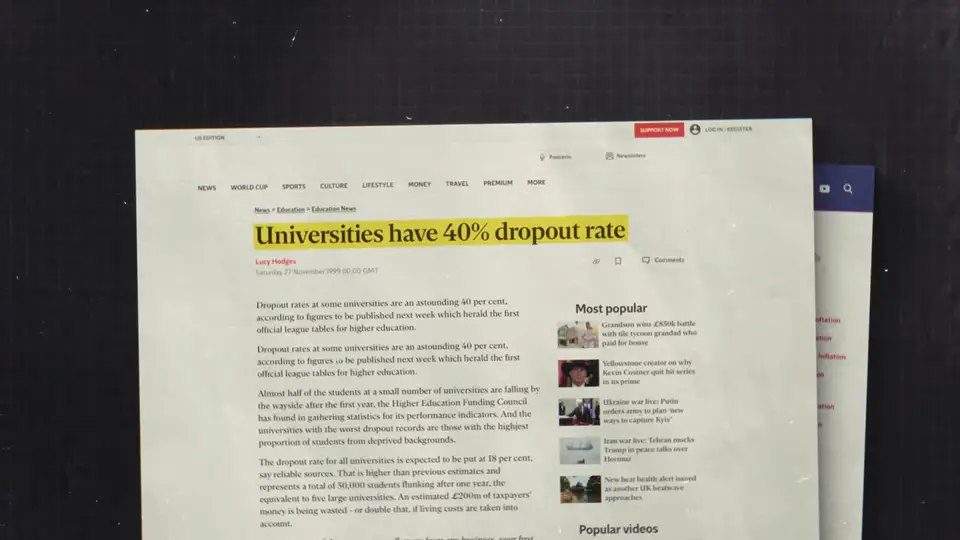 US EDITION
SUPPORT NOW
LOG IN / REGISTER
Podcasts
Newsletters
NEWS WORLD CUP SPORTS CULTURE LIFESTYLE MONEY TRAVEL PREMIUM MORE
News > Education > Education News
Universities have 40% dropout rate
Lucy Hodges
Saturday 27 November 1999 00:00 GMT
Comments
Dropout rates at some universities are an astounding 40 per cent,
according to figures to be published next week which herald the first
official league tables for higher education.
Dropout rates at some universities are an astounding 40 per cent,
according to figures to be published next week which herald the first
official league tables for higher education.
Almost half of the students at a small number of universities are falling by
the wayside after the first year, the Higher Education Funding Council
has found in gathering statistics for its performance indicators. And the
universities with the worst dropout records are those with the highest
proportion of students from deprived backgrounds.
The dropout rate for all universities is expected to be put at 18 per cent,
say reliable sources. That is higher than previous estimates and
represents a total of 50,000 students flunking after one year, the
equivalent to five large universities. An estimated £200m of taxpayers'
money is being wasted - or double that, if living costs are taken into
account.
Most popular
Grandson wins £850k battle
with tile tycoon grandad who
paid for house
Yellowstone creator on why
Kevin Costner quit hit series
in its prime
Ukraine war live: Putin
orders army to plan 'new
ways to capture Kyiv'
Iran war live: Tehran mocks
Trump in peace talks over
Hormuz
New heat health alert issued
as another UK heatwave
approaches
Popular videos
inflation
inflation